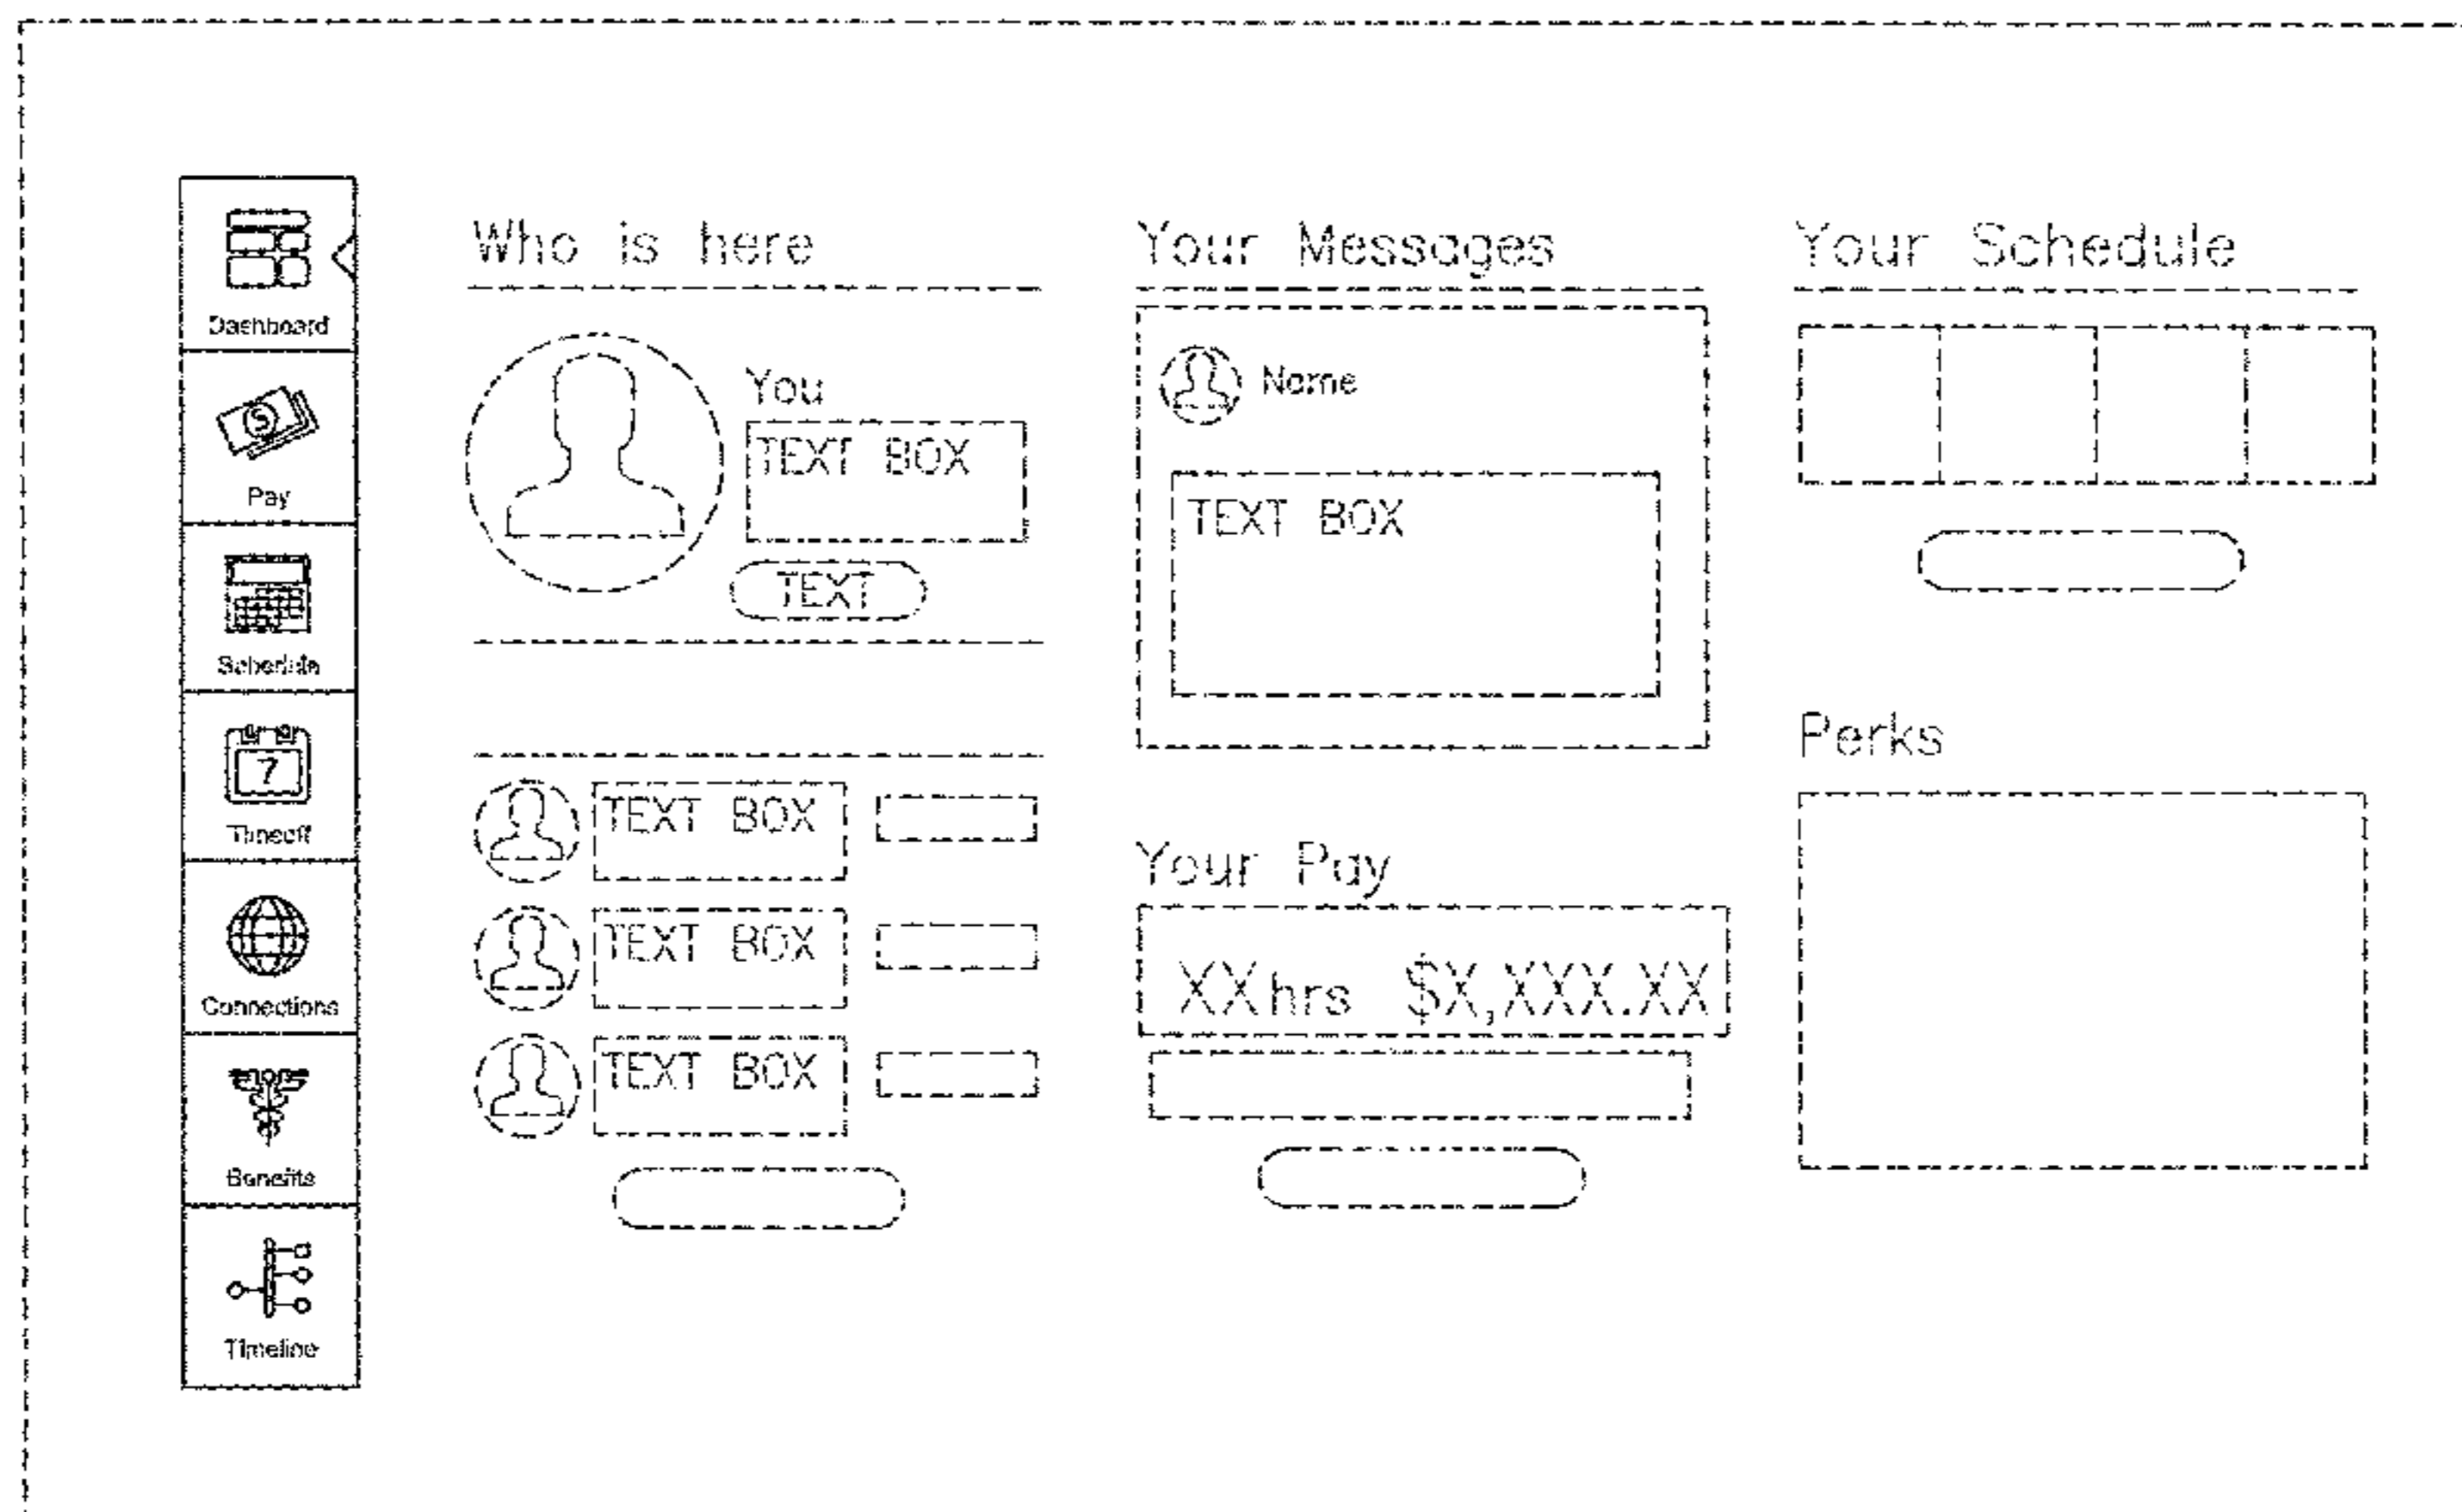 Dashboard
Pay
Schedule
Timeoff
7
Connections
Benefits
Timeline
Who is here
You
TEXT BOX
TEXT
TEXT BOX
TEXT BOX
TEXT BOX
Your Messages
Name
TEXT BOX
Your Pay
XXhrs $X,XXX.XX
Your Schedule
Perks